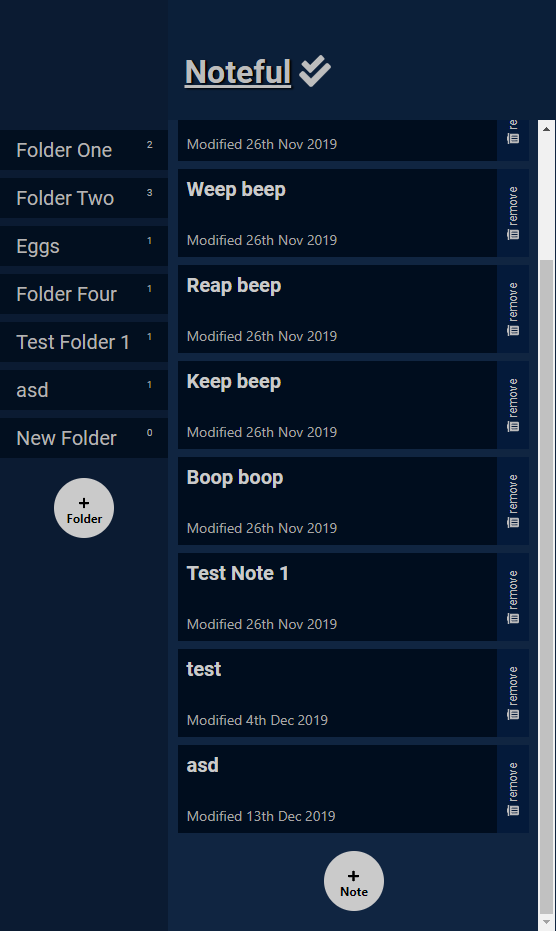 Noteful
Folder One 2
Folder Two 3
Eggs 1
Folder Four 1
Test Folder 1 1
asd 1
New Folder 0
+
Folder
re
Modified 26th Nov 2019
Weep beep
remove
Modified 26th Nov 2019
Reap beep
remove
Modified 26th Nov 2019
Keep beep
remove
Modified 26th Nov 2019
Boop boop
remove
Modified 26th Nov 2019
Test Note 1
remove
Modified 26th Nov 2019
test
remove
Modified 4th Dec 2019
asd
remove
Modified 13th Dec 2019
+
Note